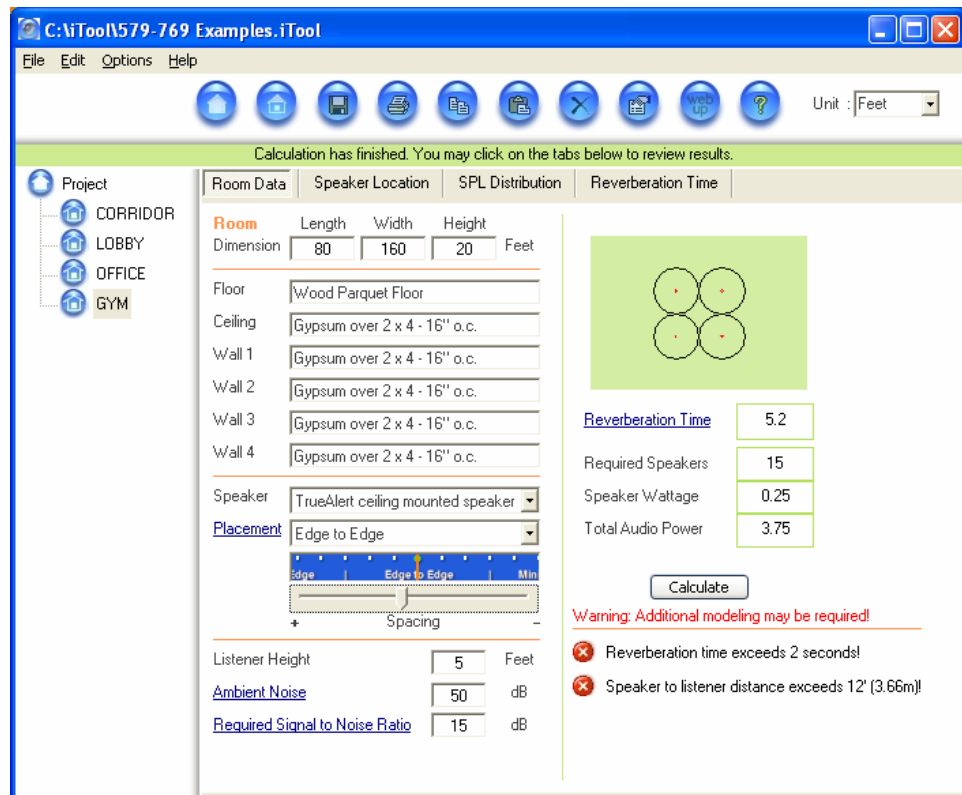 C:\iTool\579-769 Examples.iTool
File Edit Options Help
web up
?
Unit : Feet
Calculation has finished. You may click on the tabs below to review results.
Project
CORRIDOR
LOBBY
OFFICE
GYM
Room Data Speaker Location SPL Distribution Reverberation Time
Room Length Width Height
Dimension 80 160 20 Feet
Floor Wood Parquet Floor
Ceiling Gypsum over 2 x 4 - 16" o.c.
Wall 1 Gypsum over 2 x 4 - 16" o.c.
Wall 2 Gypsum over 2 x 4 - 16" o.c.
Wall 3 Gypsum over 2 x 4 - 16" o.c.
Wall 4 Gypsum over 2 x 4 - 16" o.c.
Speaker TrueAlert ceiling mounted speaker
Placement Edge to Edge
Edge | Edge to Edge | Min
+ Spacing -
Listener Height 5 Feet
Ambient Noise 50 dB
Required Signal to Noise Ratio 15 dB
Reverberation Time 5.2
Required Speakers 15
Speaker Wattage 0.25
Total Audio Power 3.75
Calculate
Warning: Additional modeling may be required!
Reverberation time exceeds 2 seconds!
Speaker to listener distance exceeds 12' (3.66m)!